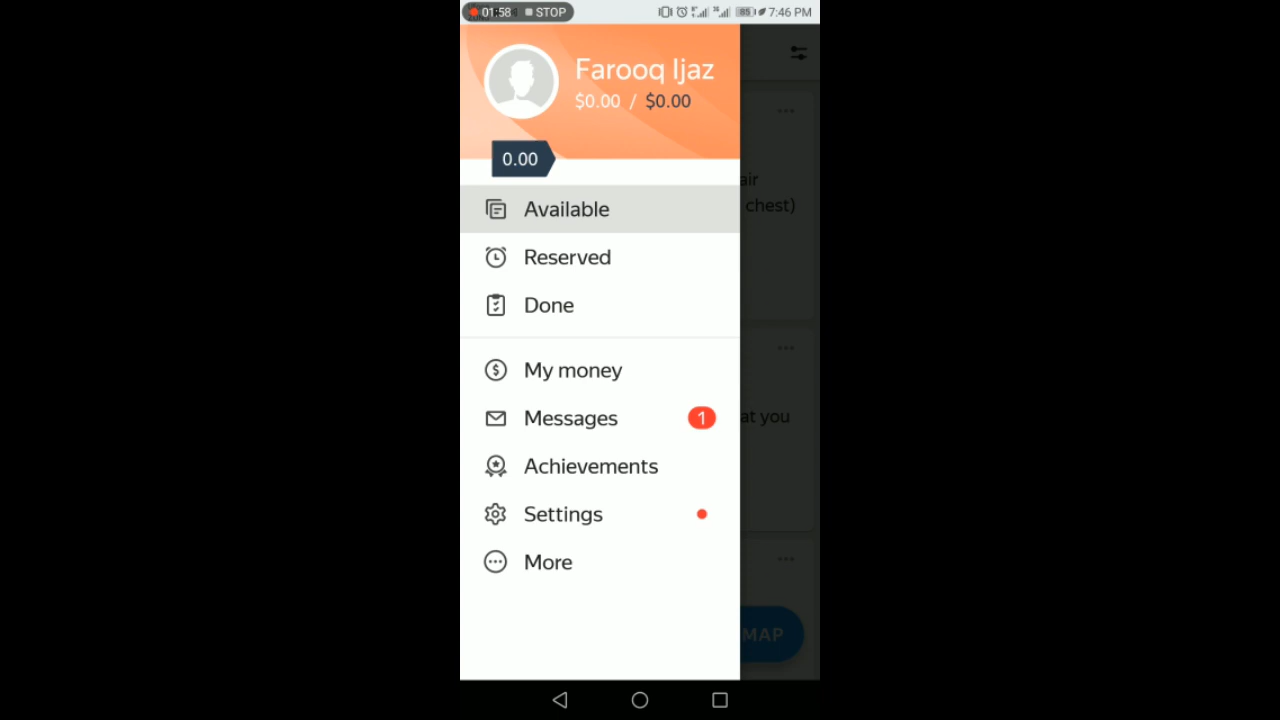 01:58 STOP 85 7:46 PM
Farooq Ijaz
$0.00 / $0.00
0.00
Available
air
chest)
Reserved
Done
My money
Messages 1
at you
Achievements
Settings
More
MAP